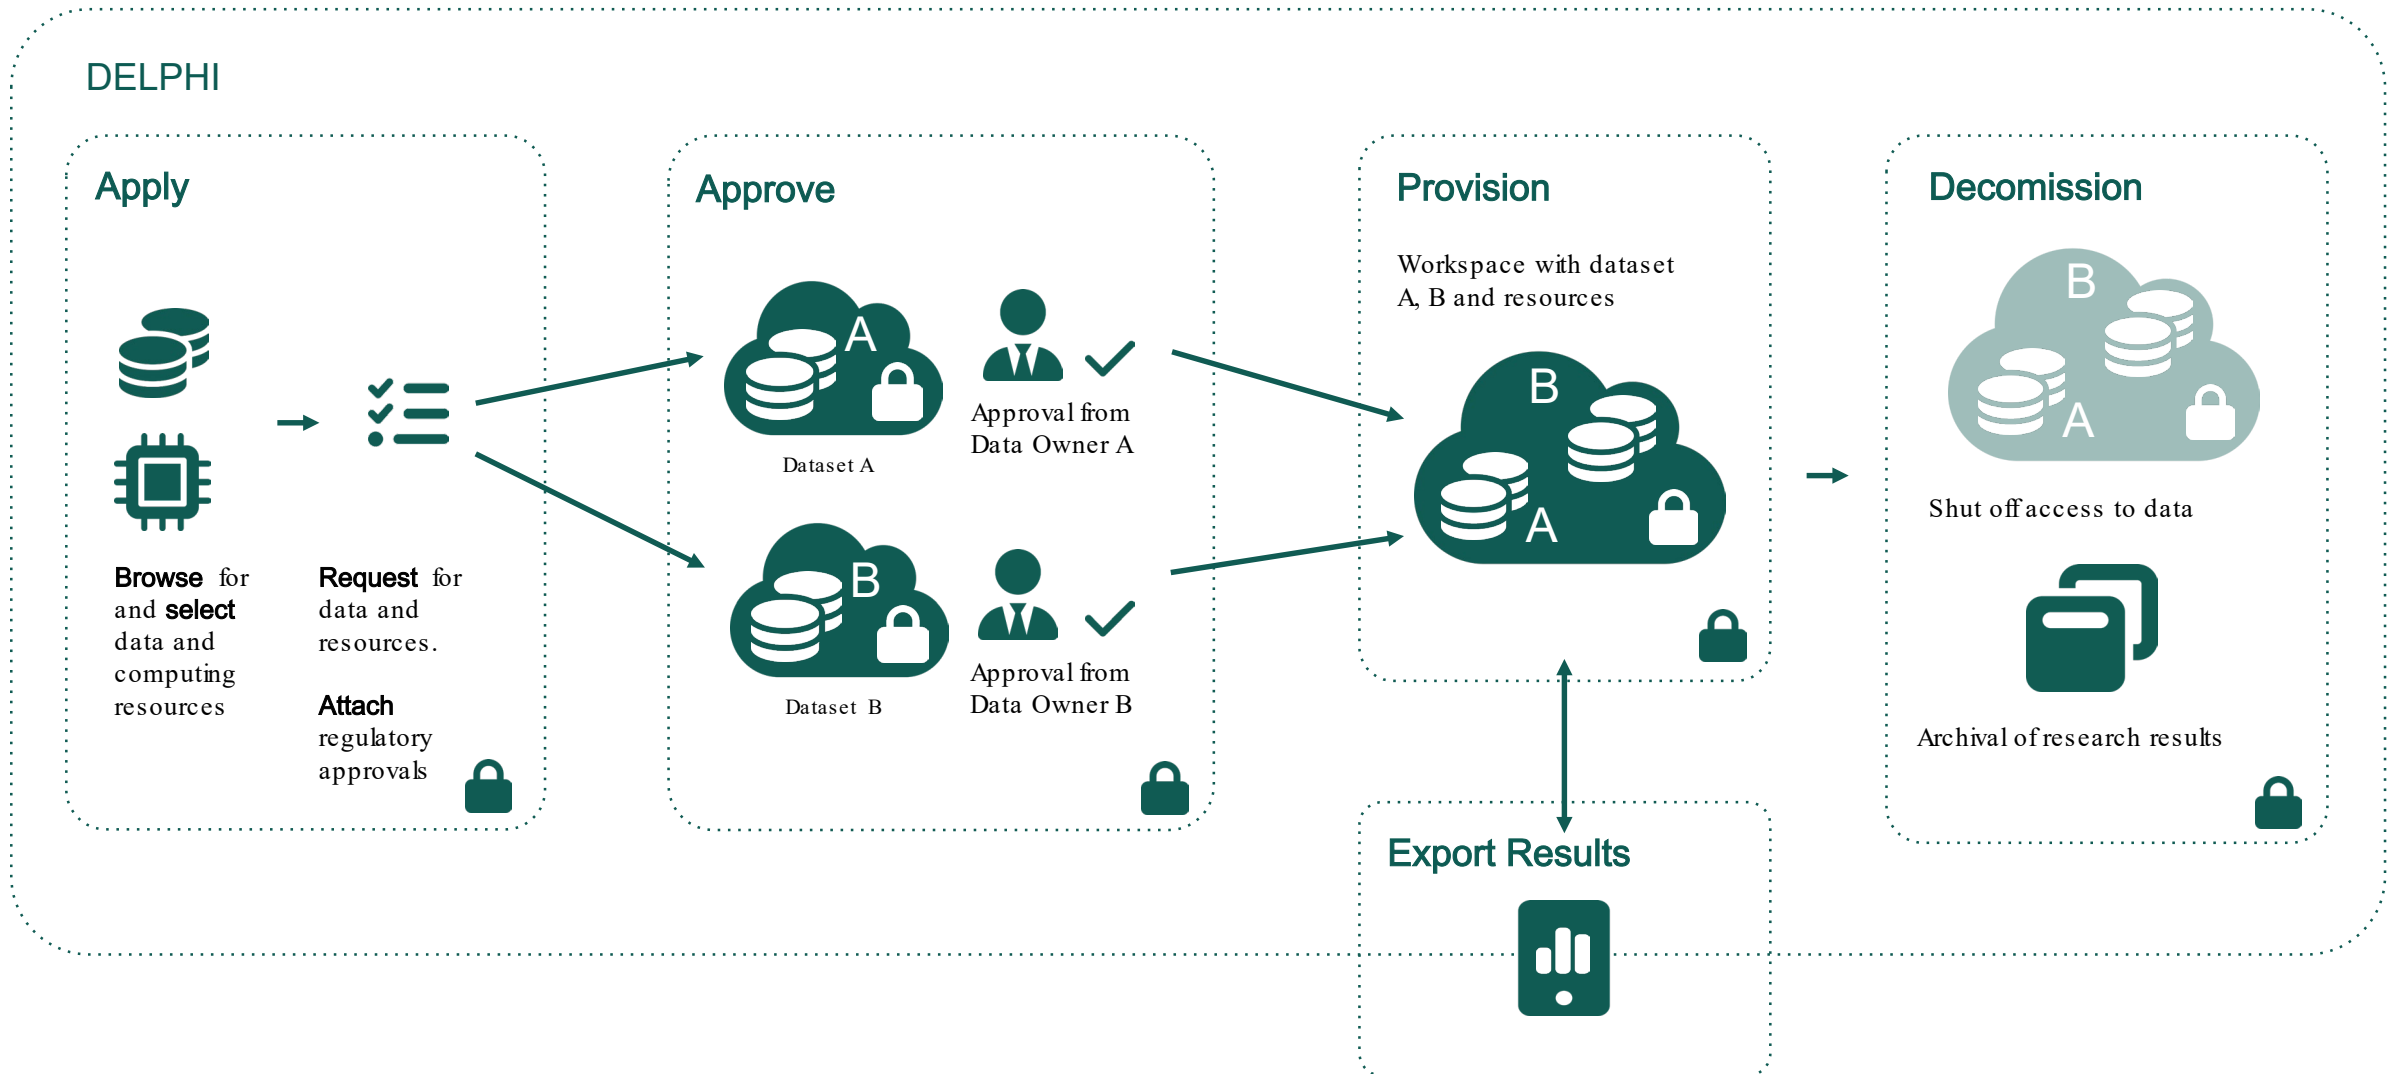 DELPHI
Apply
Browse for
and select
data and
computing
resources
Request for
data and
resources.
Attach
regulatory
approvals
Approve
A
Dataset A
Approval from
Data Owner A
B
Dataset B
Approval from
Data Owner B
Provision
Workspace with dataset
A, B and resources
B
A
Export Results
Decomission
B
A
Shut off access to data
Archival of research results